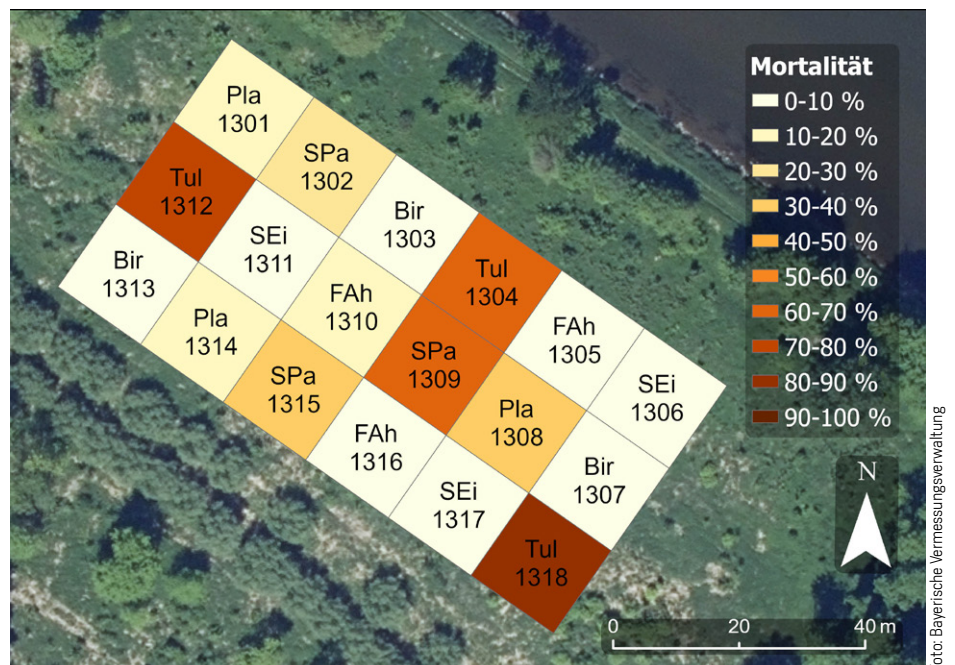 Pla
1301
SPa
1302
Bir
1303
Tul
1304
FAh
1305
SEi
1306
Tul
1312
SEi
1311
FAh
1310
SPa
1309
Pla
1308
Bir
1307
Bir
1313
Pla
1314
SPa
1315
FAh
1316
SEi
1317
Tul
1318
Mortalität
0-10 %
10-20 %
20-30 %
30-40 %
40-50 %
50-60 %
60-70 %
70-80 %
80-90 %
90-100 %
N
0 20 40 m
oto: Bayerische Vermessungsverwaltung